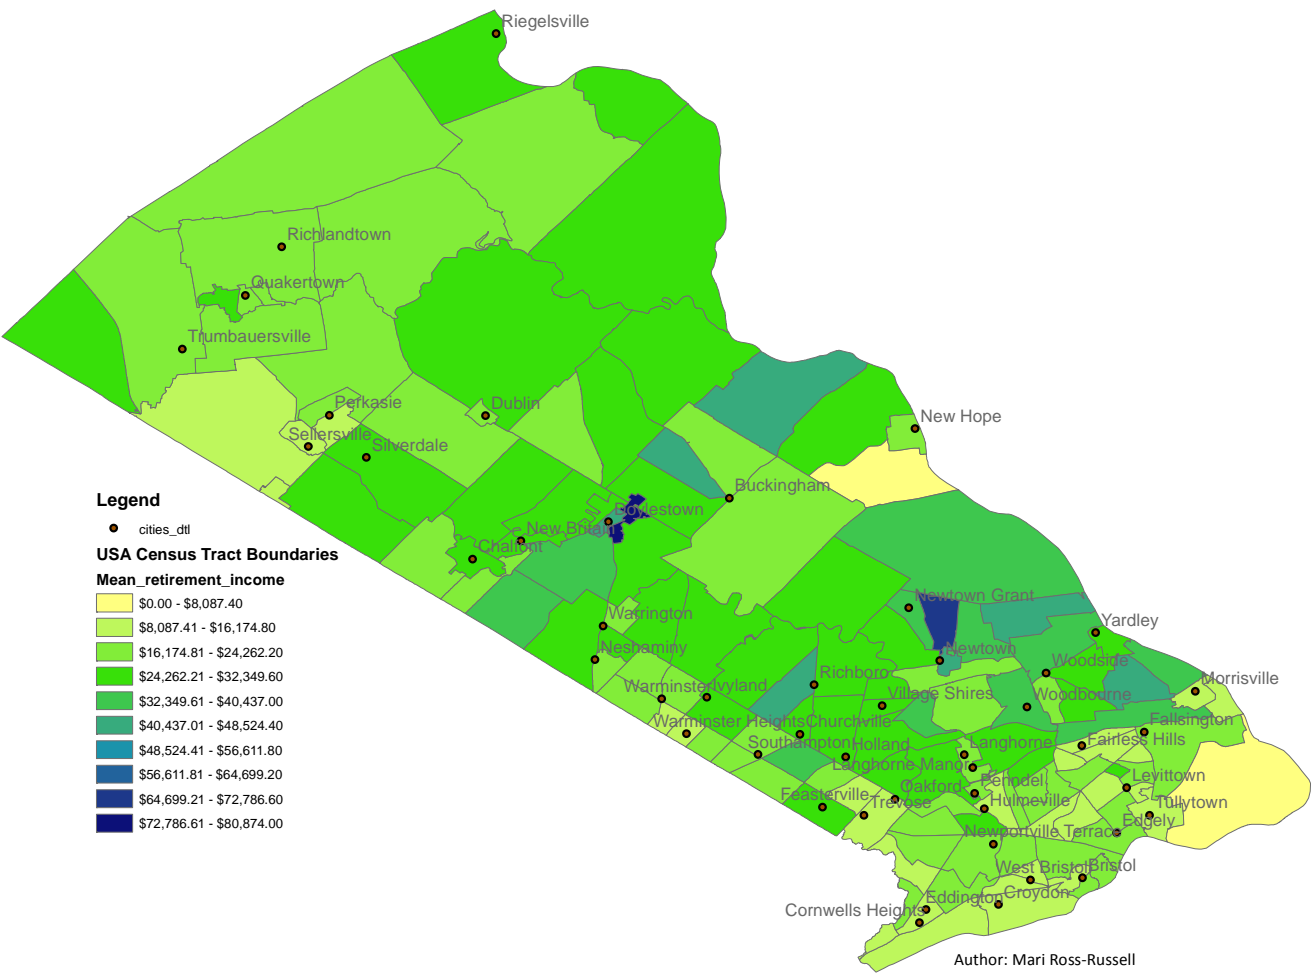 Riegelsville
Richlandtown
Quakertown
Trumbauersville
Perkasie
Dublin
New Hope
Sellersville
Silverdale
Buckingham
Doylestown
New Britain
Chalfont
Legend
cities_dtl
USA Census Tract Boundaries
Mean_retirement_income
$0.00 - $8,087.40
$8,087.41 - $16,174.80
$16,174.81 - $24,262.20
$24,262.21 - $32,349.60
$32,349.61 - $40,437.00
$40,437.01 - $48,524.40
$48,524.41 - $56,611.80
$56,611.81 - $64,699.20
$64,699.21 - $72,786.60
$72,786.61 - $80,874.00
Newtown Grant
Warrington
Yardley
Neshaminy
Newtown
Woodside
Richboro
Morrisville
Warminster
Ivyland
Village Shires
Woodbourne
Warminster Heights
Churchville
Fallsington
Southampton
Holland
Langhorne
Fairless Hills
Langhorne Manor
Levittown
Feasterville
Trevose
Oakford
Penndel
Hulmeville
Tullytown
Newportville Terrace
Edgely
West Bristol
Bristol
Cornwells Heights
Eddington
Croydon
Author: Mari Ross-Russell